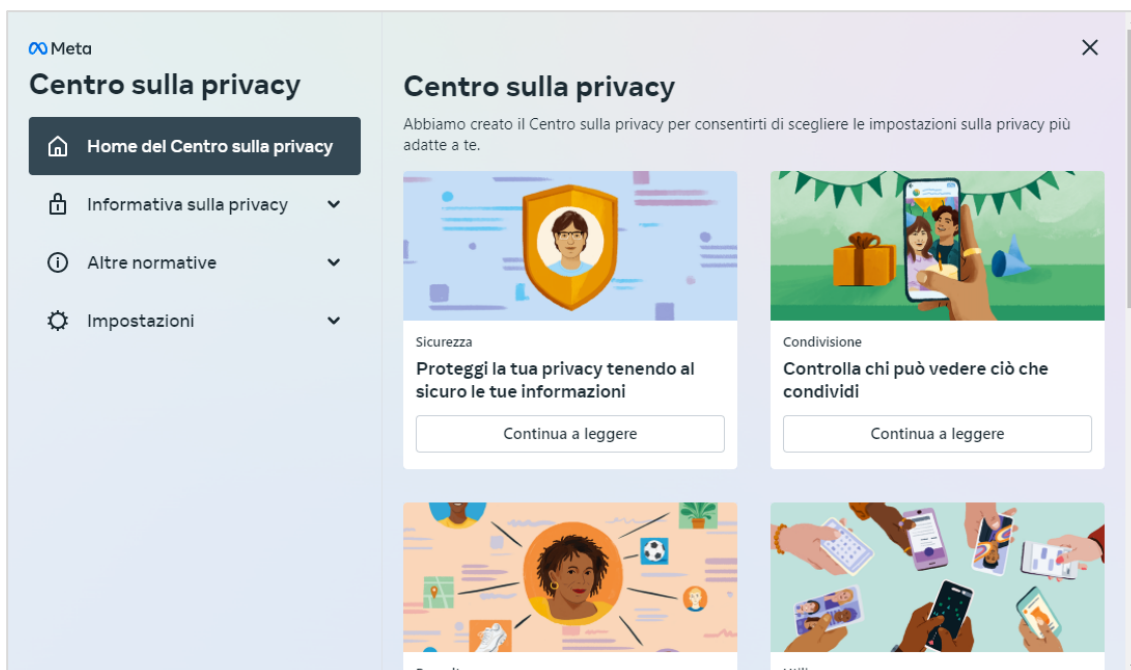 Meta
Centro sulla privacy
Home del Centro sulla privacy
Informativa sulla privacy
Altre normative
Impostazioni
Centro sulla privacy
Abbiamo creato il Centro sulla privacy per consentirti di scegliere le impostazioni sulla privacy più
adatte a te.
Sicurezza
Proteggi la tua privacy tenendo al
sicuro le tue informazioni
Continua a leggere
Condivisione
Controlla chi può vedere ciò che
condividi
Continua a leggere